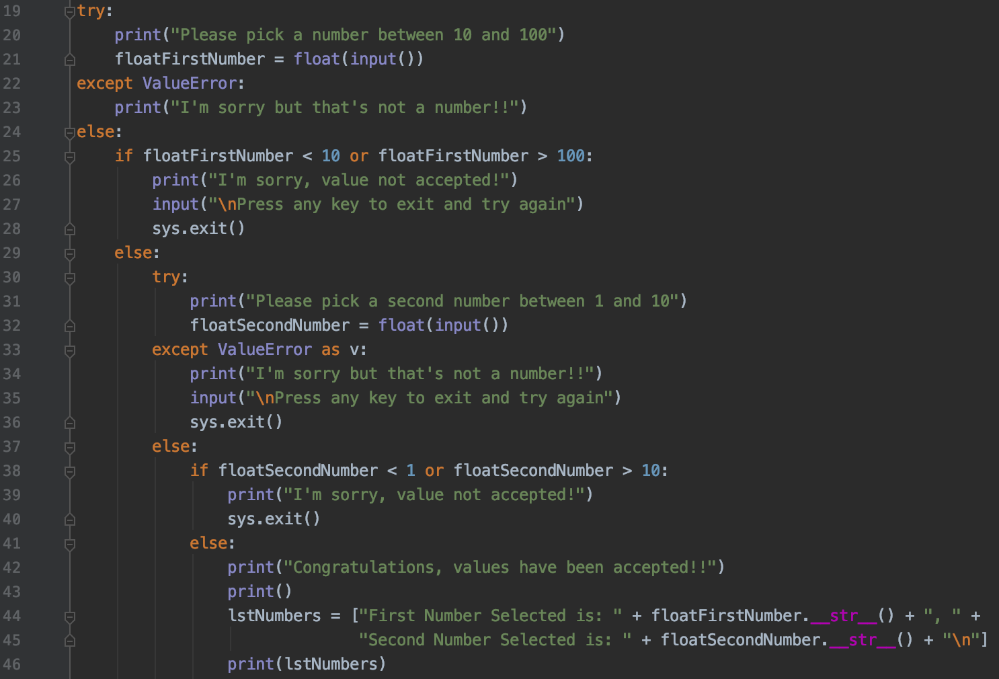 19 try:
20     print("Please pick a number between 10 and 100")
21     floatFirstNumber = float(input())
22 except ValueError:
23     print("I'm sorry but that's not a number!!")
24 else:
25     if floatFirstNumber < 10 or floatFirstNumber > 100:
26         print("I'm sorry, value not accepted!")
27         input("\nPress any key to exit and try again")
28         sys.exit()
29     else:
30         try:
31             print("Please pick a second number between 1 and 10")
32             floatSecondNumber = float(input())
33         except ValueError as v:
34             print("I'm sorry but that's not a number!!")
35             input("\nPress any key to exit and try again")
36             sys.exit()
37         else:
38             if floatSecondNumber < 1 or floatSecondNumber > 10:
39                 print("I'm sorry, value not accepted!")
40                 sys.exit()
41             else:
42                 print("Congratulations, values have been accepted!!")
43                 print()
44                 lstNumbers = ["First Number Selected is: " + floatFirstNumber.__str__() + ", " +
45                               "Second Number Selected is: " + floatSecondNumber.__str__() + "\n"]
46                 print(lstNumbers)